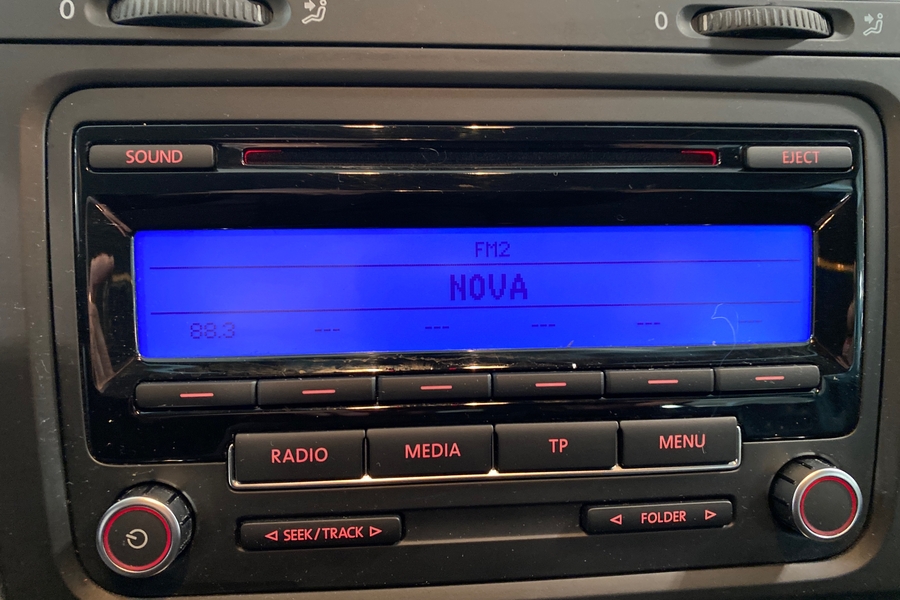 0 0
SOUND EJECT
FM2
NOVA
88.3 --- --- --- --- ---
RADIO MEDIA TP MENU
SEEK/TRACK FOLDER